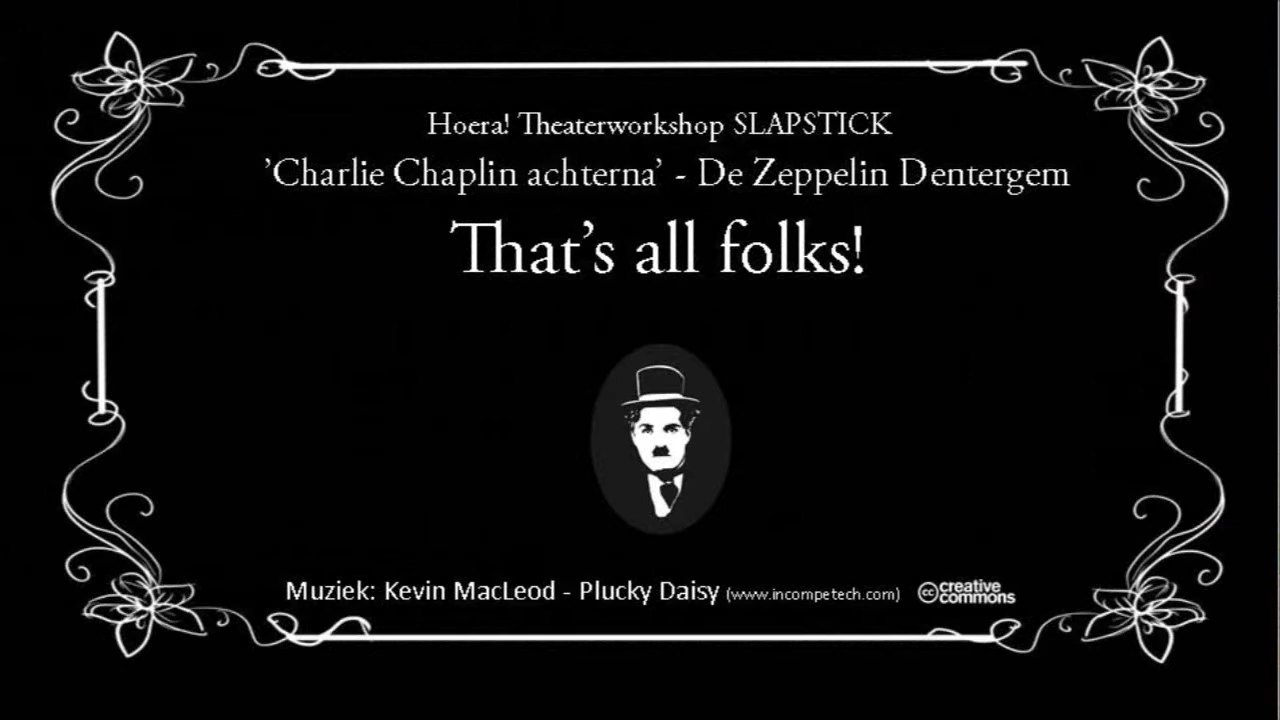 Hoera! Theaterworkshop SLAPSTICK
'Charlie Chaplin achterna' - De Zeppelin Dentergem
That's all folks!
Muziek: Kevin MacLeod - Plucky Daisy (www.incompetech.com) cc creative commons